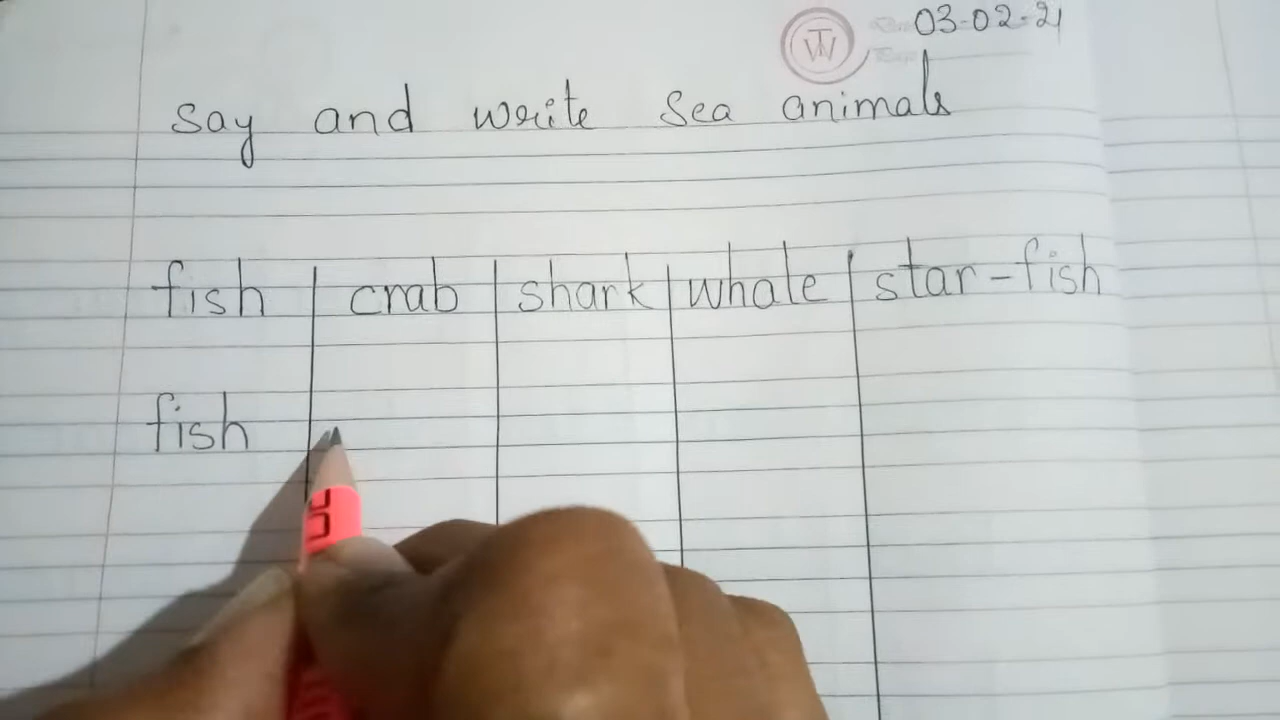 03-02-21
Say and write Sea animals
fish crab shark whale star-fish
fish